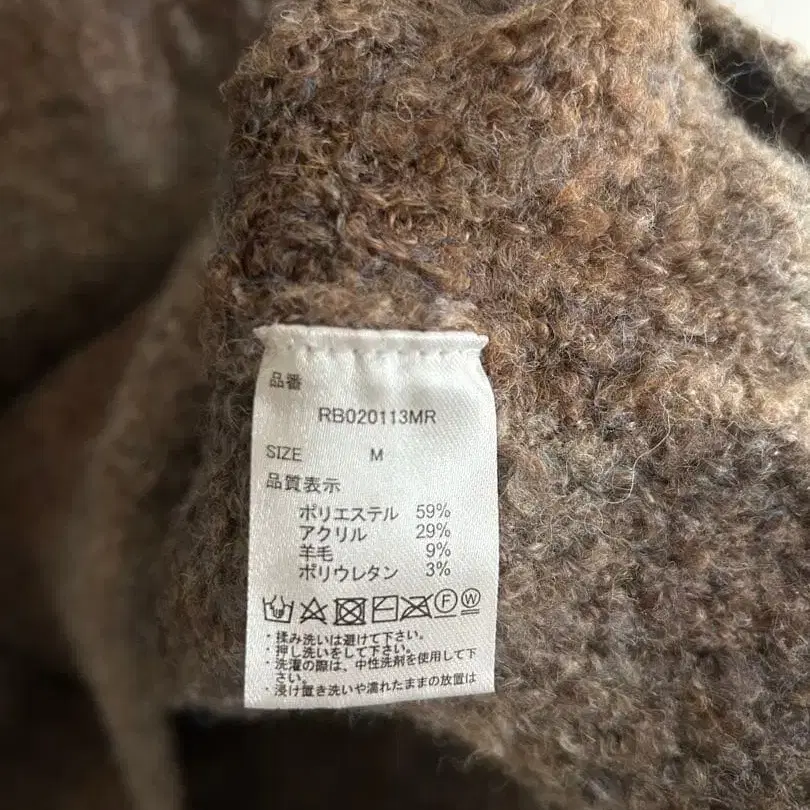 品番
RB020113MR
SIZE M
品質表示
ポリエステル 59%
アクリル 29%
羊毛 9%
ポリウレタン 3%
F W
・揉み洗いは避けて下さい。
・押し洗いをして下さい。
・洗濯の際は、中性洗剤を使用して下
さい。
・浸け置き洗いや濡れたままの放置は